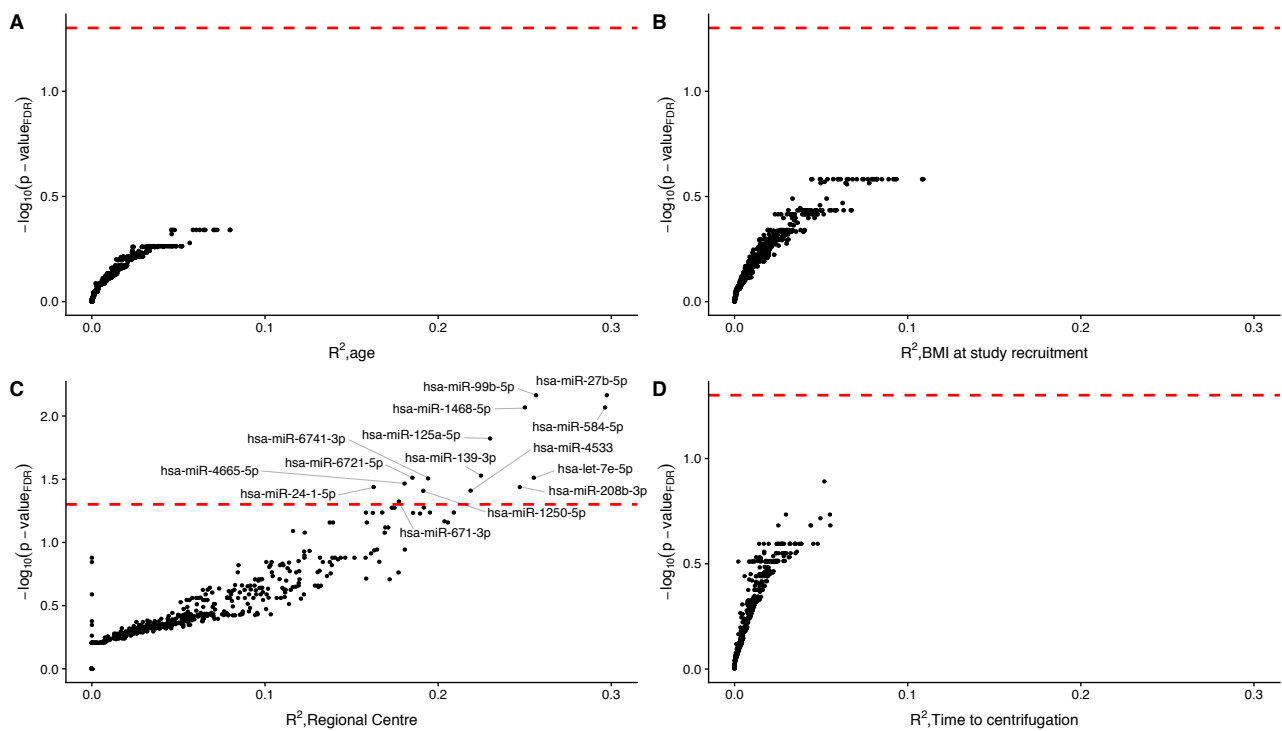 A
−log10(p − valueFDR)
1.0
0.5
0.0
0.0 0.1 0.2 0.3
R2,age
B
−log10(p − valueFDR)
1.0
0.5
0.0
0.0 0.1 0.2 0.3
R2,BMI at study recruitment
C
−log10(p − valueFDR)
2.0
1.5
1.0
0.5
0.0
hsa-miR-99b-5p
hsa-miR-27b-5p
hsa-miR-1468-5p
hsa-miR-584-5p
hsa-miR-125a-5p
hsa-miR-6741-3p
hsa-miR-4533
hsa-miR-139-3p
hsa-miR-6721-5p
hsa-let-7e-5p
hsa-miR-4665-5p
hsa-miR-208b-3p
hsa-miR-24-1-5p
hsa-miR-1250-5p
hsa-miR-671-3p
0.0 0.1 0.2 0.3
R2,Regional Centre
D
−log10(p − valueFDR)
1.0
0.5
0.0
0.0 0.1 0.2 0.3
R2,Time to centrifugation